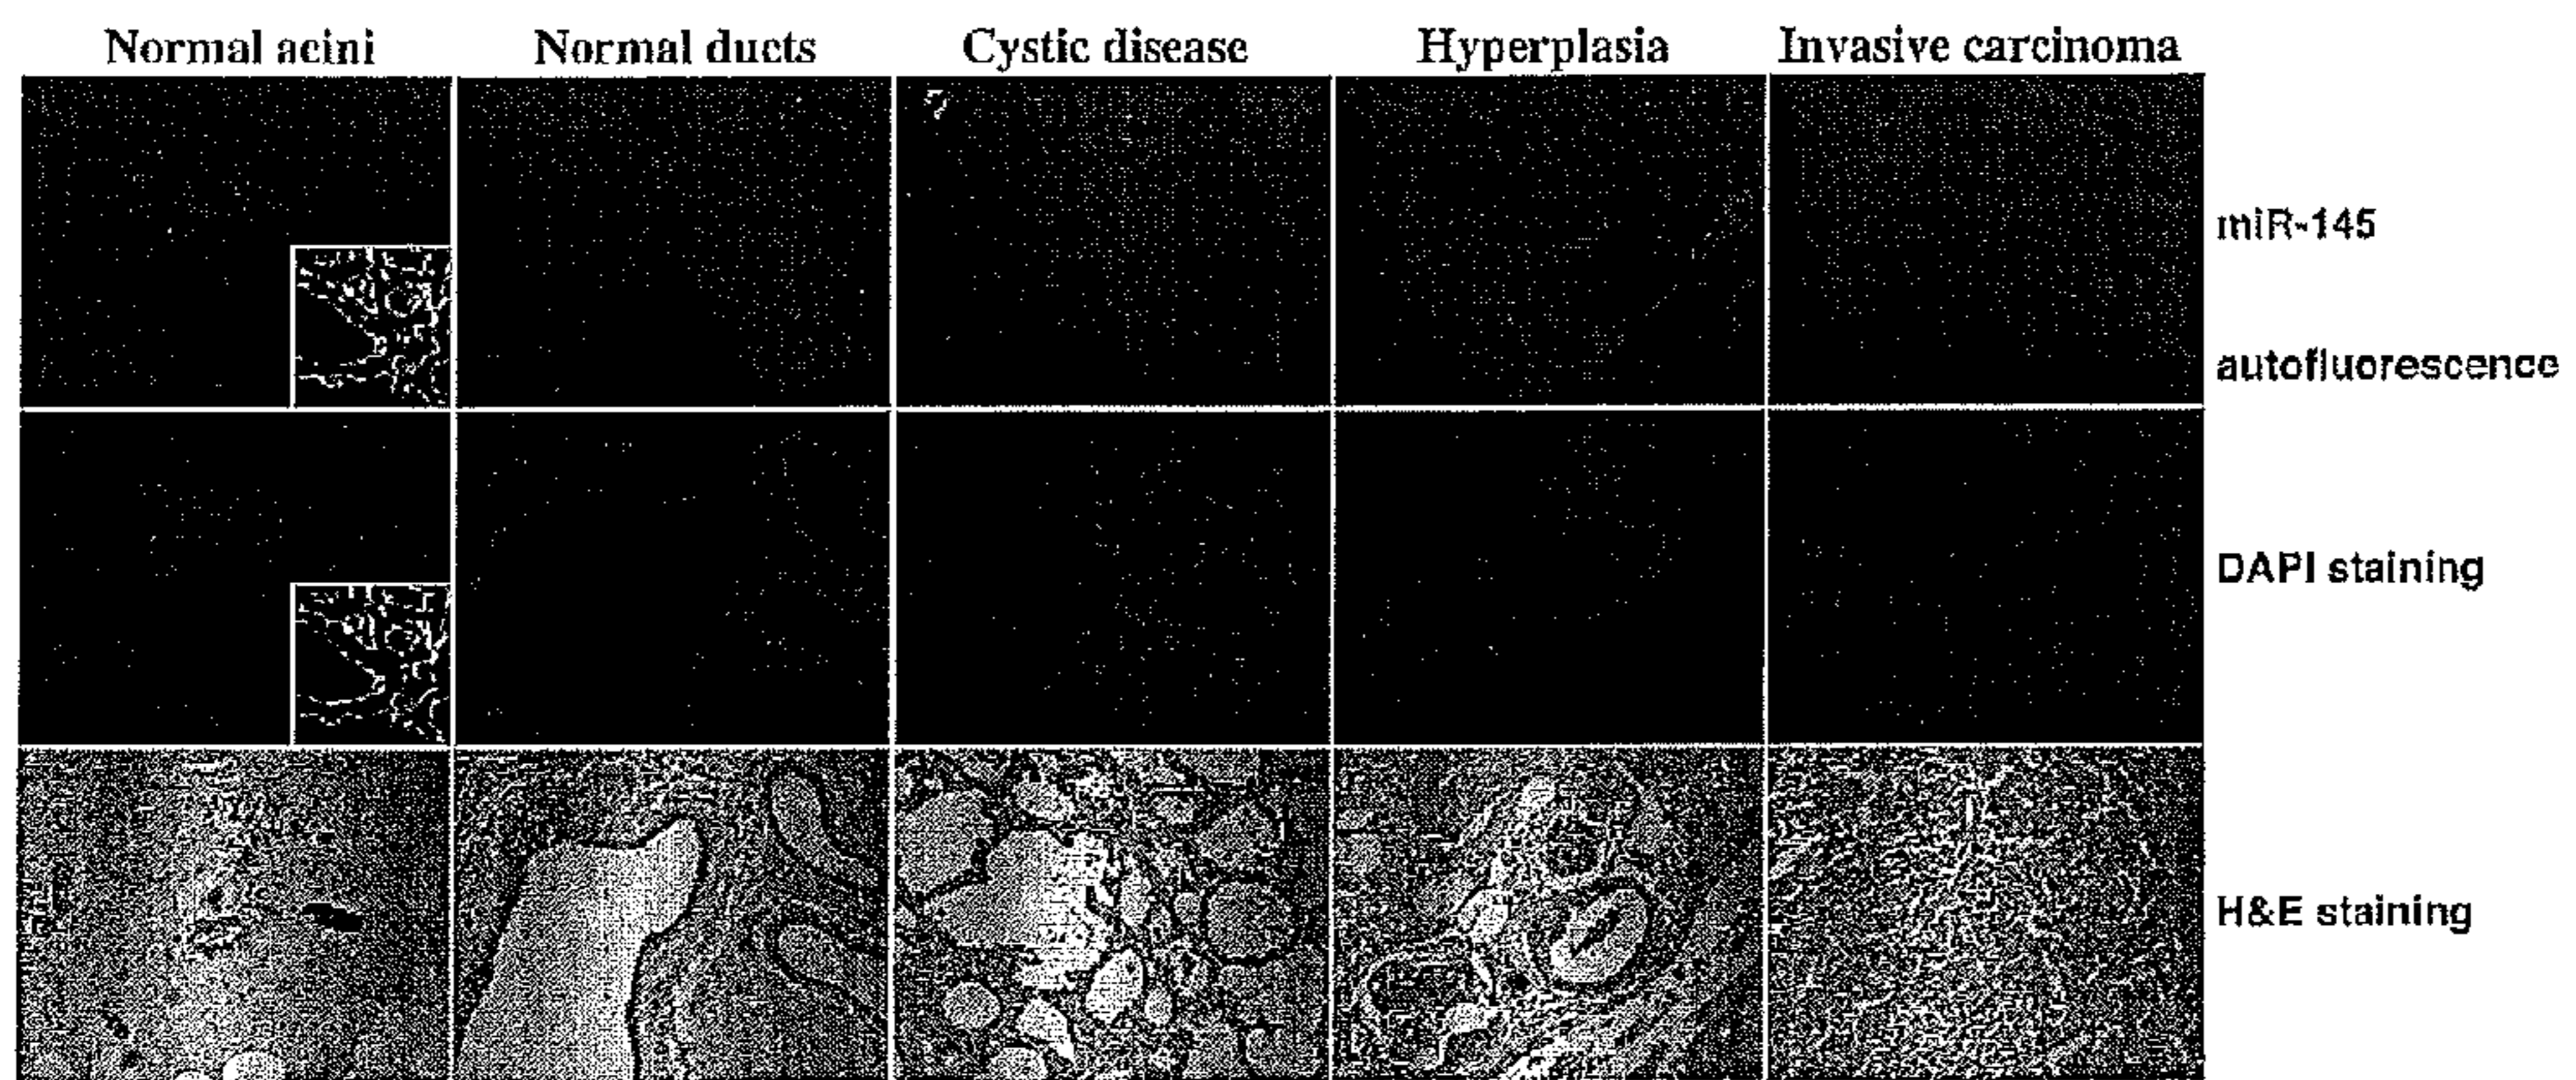 Normal acini Normal ducts Cystic disease Hyperplasia Invasive carcinoma
miR-145
autofluorescence
DAPI staining
H&E staining